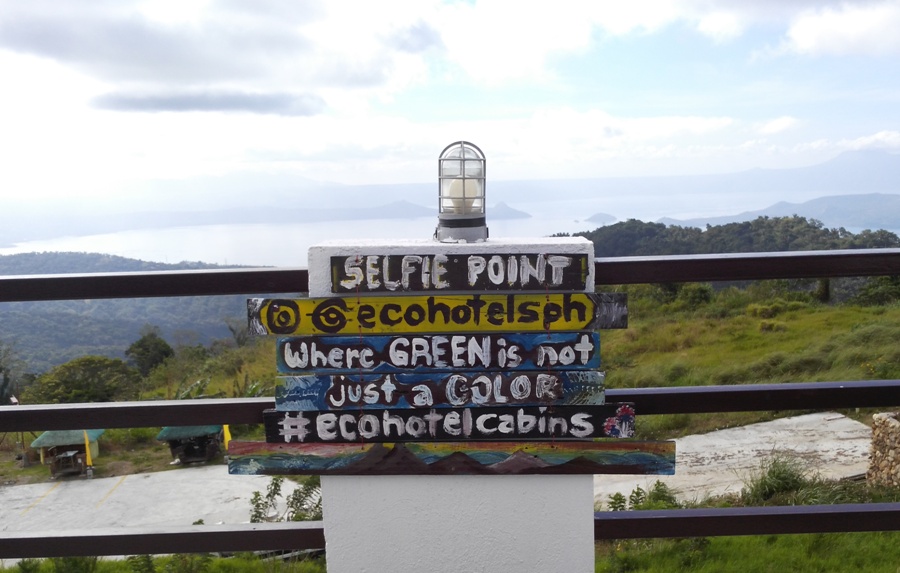 SELFIE POINT
@ecohotelsph
Where GREEN is not
just a COLOR
#ecohotelcabins